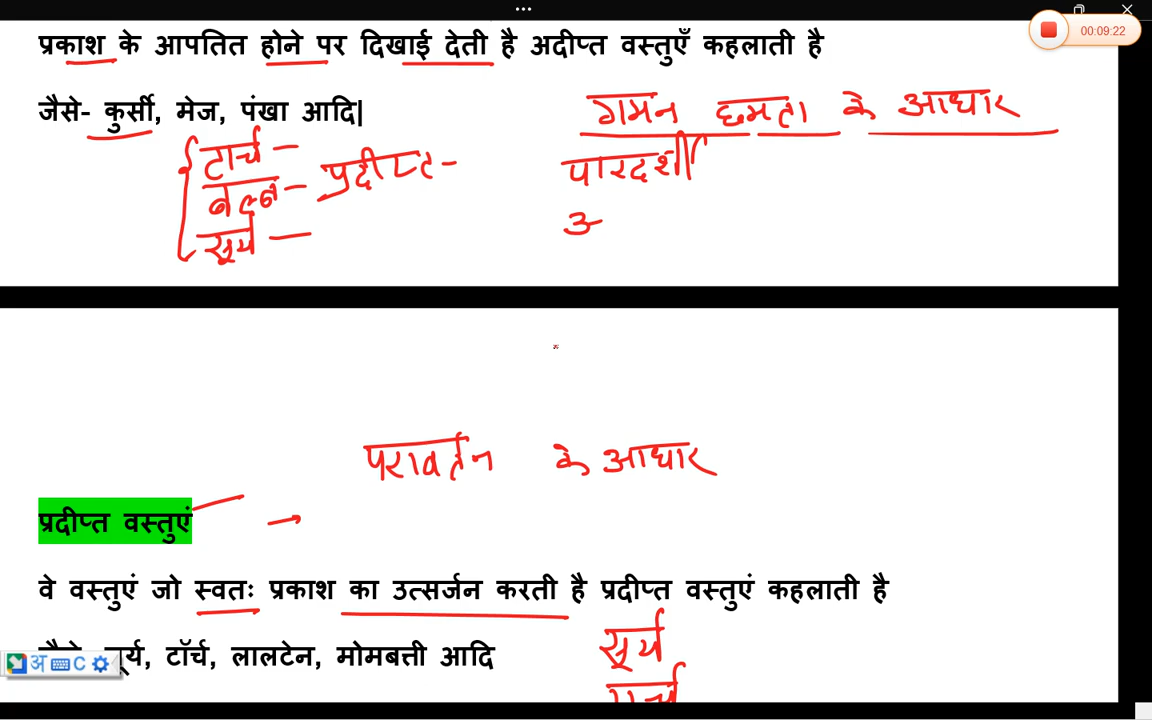 00:09:22
प्रकाश के आपतित होने पर दिखाई देती है अदीप्त वस्तुएँ कहलाती है
जैसे- कुर्सी, मेज, पंखा आदि|
गमन छमता के आधार
टार्च
बल्ब
सूर्य
प्रदीप्त-
पारदर्शी
अ
परावर्तन के आधार
प्रदीप्त वस्तुएं
वे वस्तुएं जो स्वतः प्रकाश का उत्सर्जन करती है प्रदीप्त वस्तुएं कहलाती है
सूर्य, टॉर्च, लालटेन, मोमबत्ती आदि
सूर्य
अ C